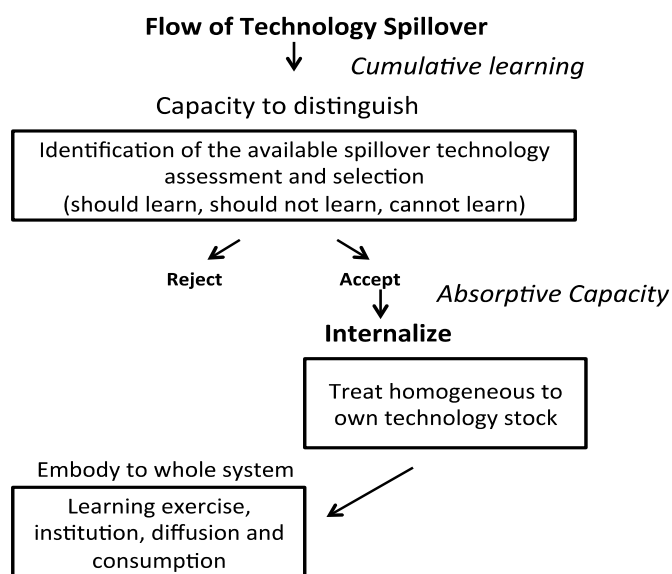 Flow of Technology Spillover
Cumulative learning
Capacity to distinguish
Identification of the available spillover technology
assessment and selection
(should learn, should not learn, cannot learn)
Reject
Accept
Absorptive Capacity
Internalize
Treat homogeneous to
own technology stock
Embody to whole system
Learning exercise,
institution, diffusion and
consumption